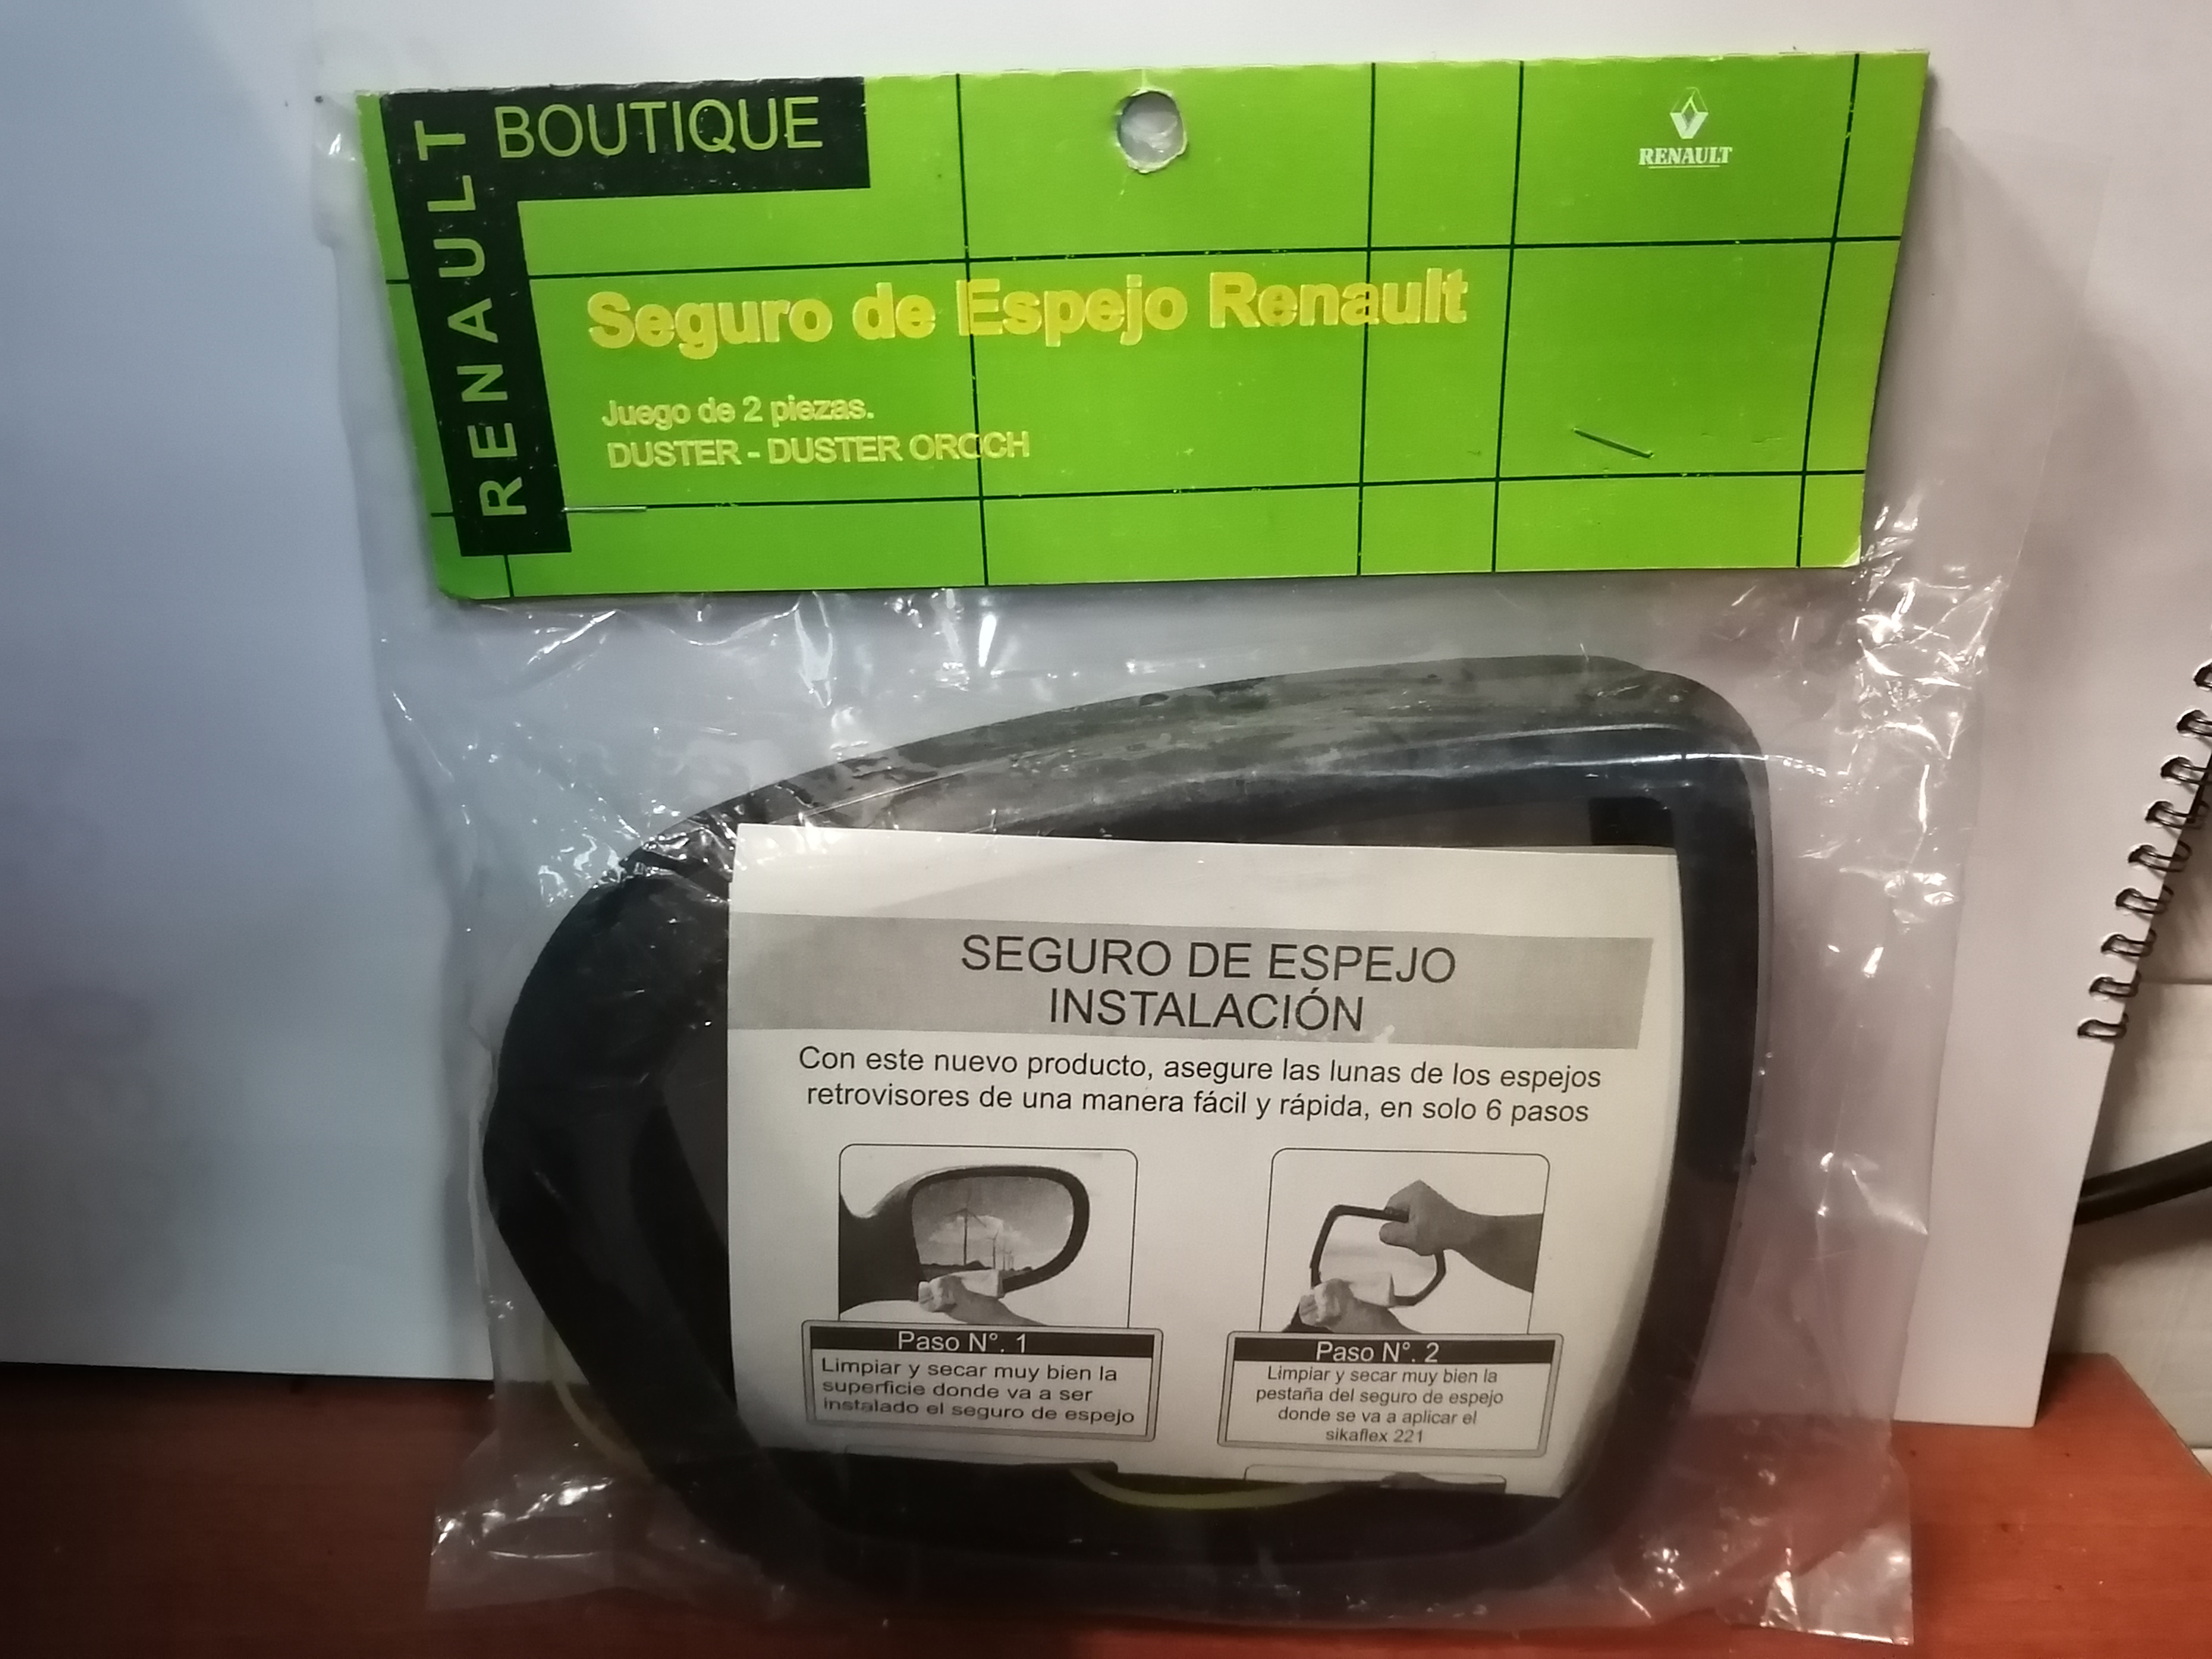 RENAULT
BOUTIQUE
RENAULT
Seguro de Espejo Renault
Juego de 2 piezas.
DUSTER - DUSTER OROCH
SEGURO DE ESPEJO
INSTALACIÓN
Con este nuevo producto, asegure las lunas de los espejos
retrovisores de una manera fácil y rápida, en solo 6 pasos
Paso N°. 1
Limpiar y secar muy bien la
superficie donde va a ser
instalado el seguro de espejo
Paso N°. 2
Limpiar y secar muy bien la
pestaña del seguro de espejo
donde se va a aplicar el
sikaflex 221